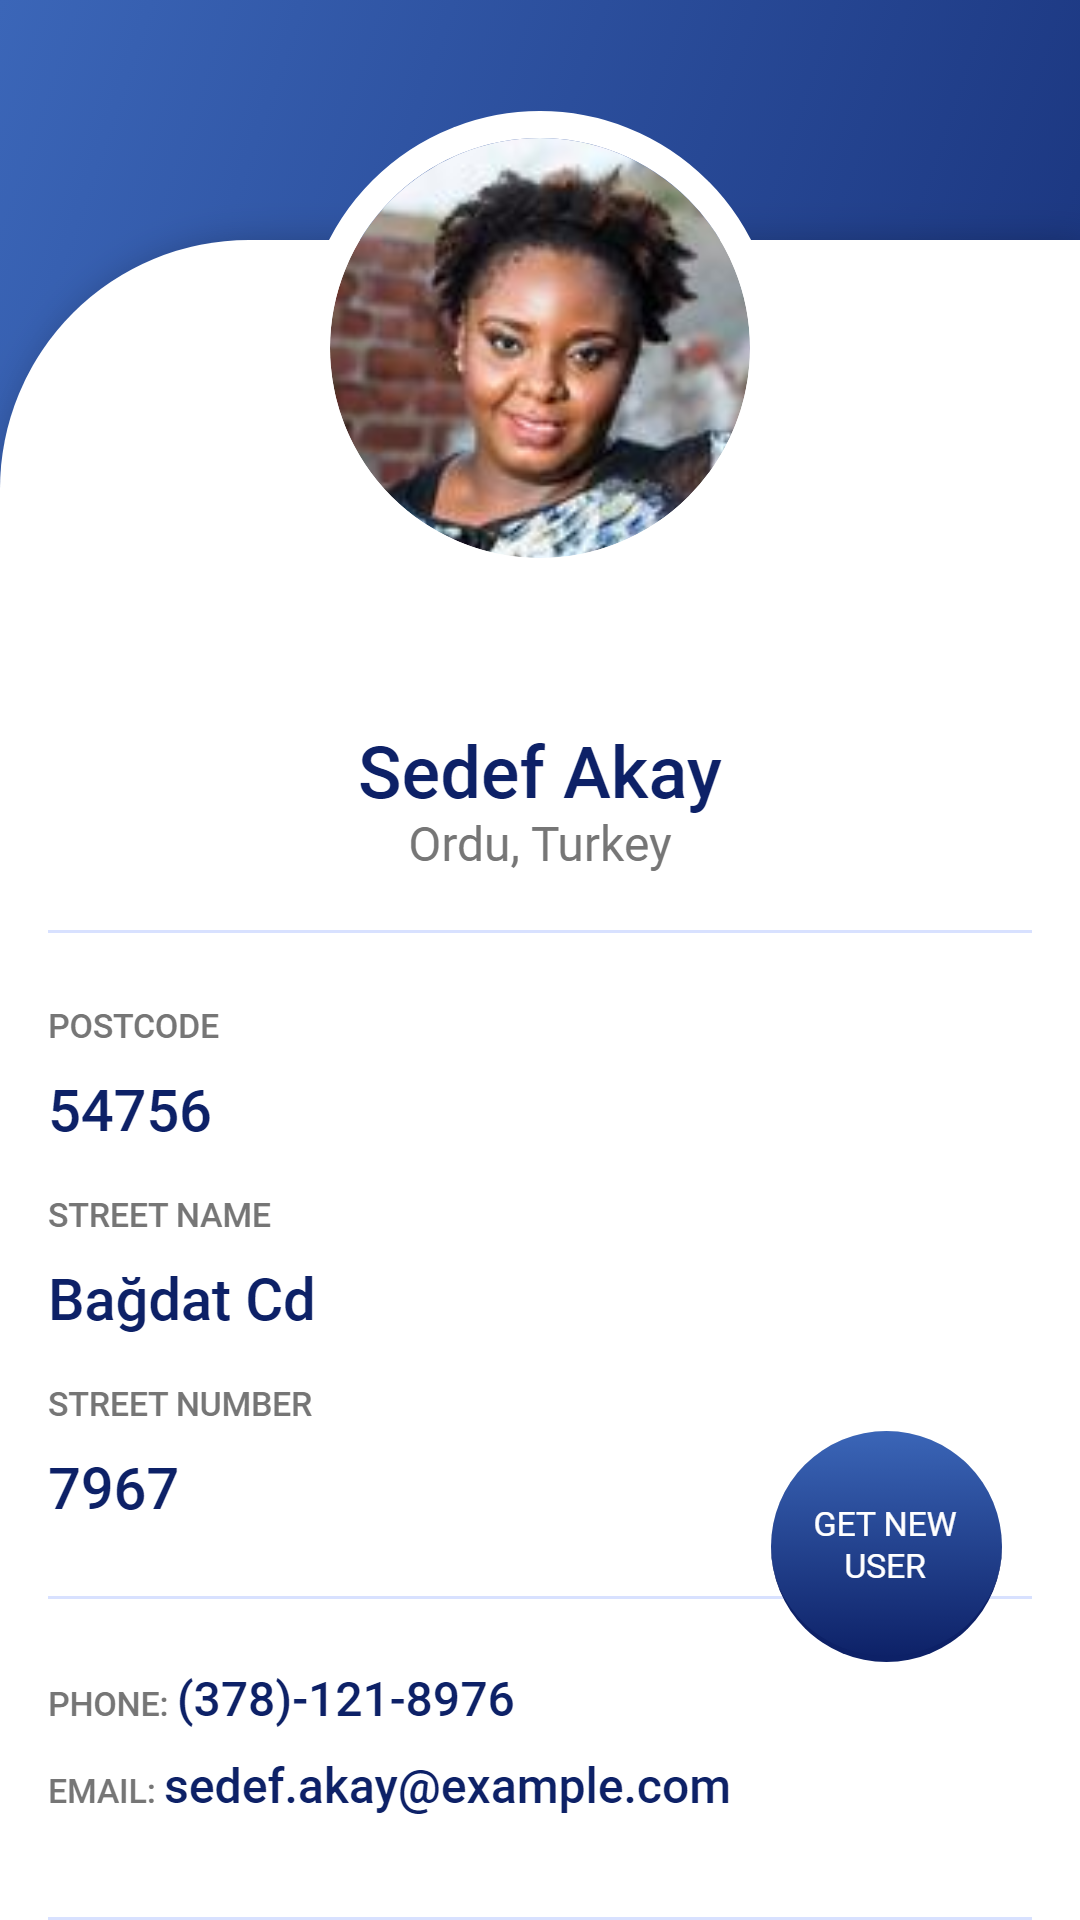 Sedef Akay
Ordu, Turkey
POSTCODE
54756
STREET NAME
Bağdat Cd
STREET NUMBER
7967
GET NEW
USER
PHONE: (378)-121-8976
EMAIL: sedef.akay@example.com